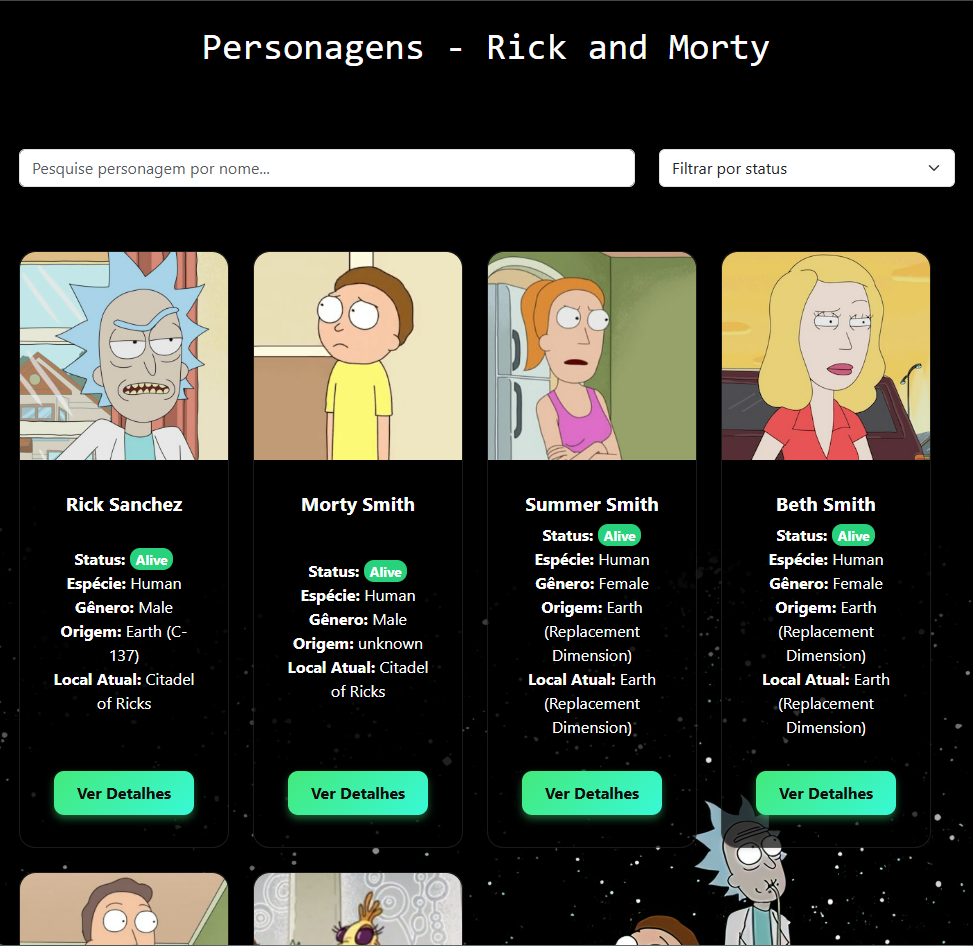 Personagens - Rick and Morty
Pesquise personagem por nome...
Filtrar por status
Rick Sanchez
Status: Alive
Espécie: Human
Gênero: Male
Origem: Earth (C-
137)
Local Atual: Citadel
of Ricks
Ver Detalhes
Morty Smith
Status: Alive
Espécie: Human
Gênero: Male
Origem: unknown
Local Atual: Citadel
of Ricks
Ver Detalhes
Summer Smith
Status: Alive
Espécie: Human
Gênero: Female
Origem: Earth
(Replacement
Dimension)
Local Atual: Earth
(Replacement
Dimension)
Ver Detalhes
Beth Smith
Status: Alive
Espécie: Human
Gênero: Female
Origem: Earth
(Replacement
Dimension)
Local Atual: Earth
(Replacement
Dimension)
Ver Detalhes